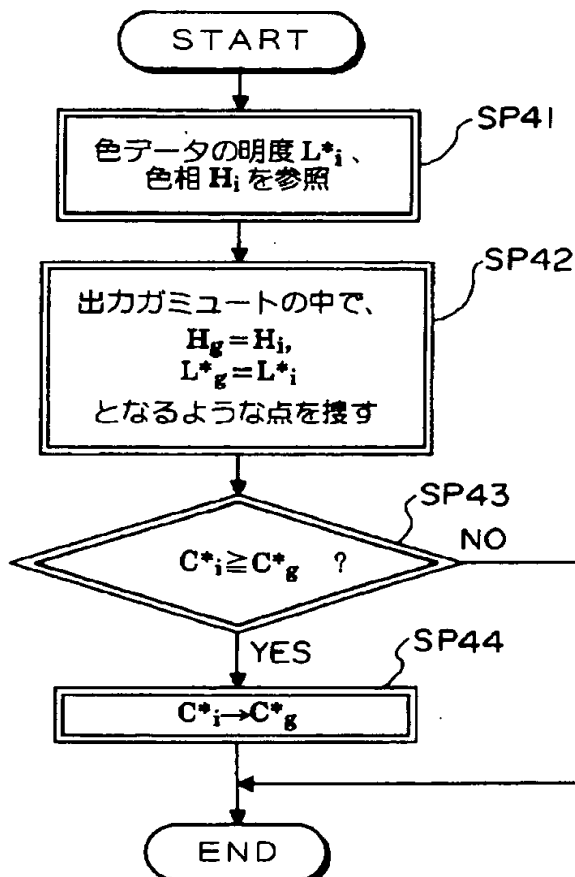 START
SP41
色データの明度 L*i、
色相 Hi を参照
SP42
出力ガミュートの中で、
Hg=Hi,
L*g=L*i
となるような点を捜す
SP43
C*i≧C*g ?
NO
YES
SP44
C*i→C*g
END